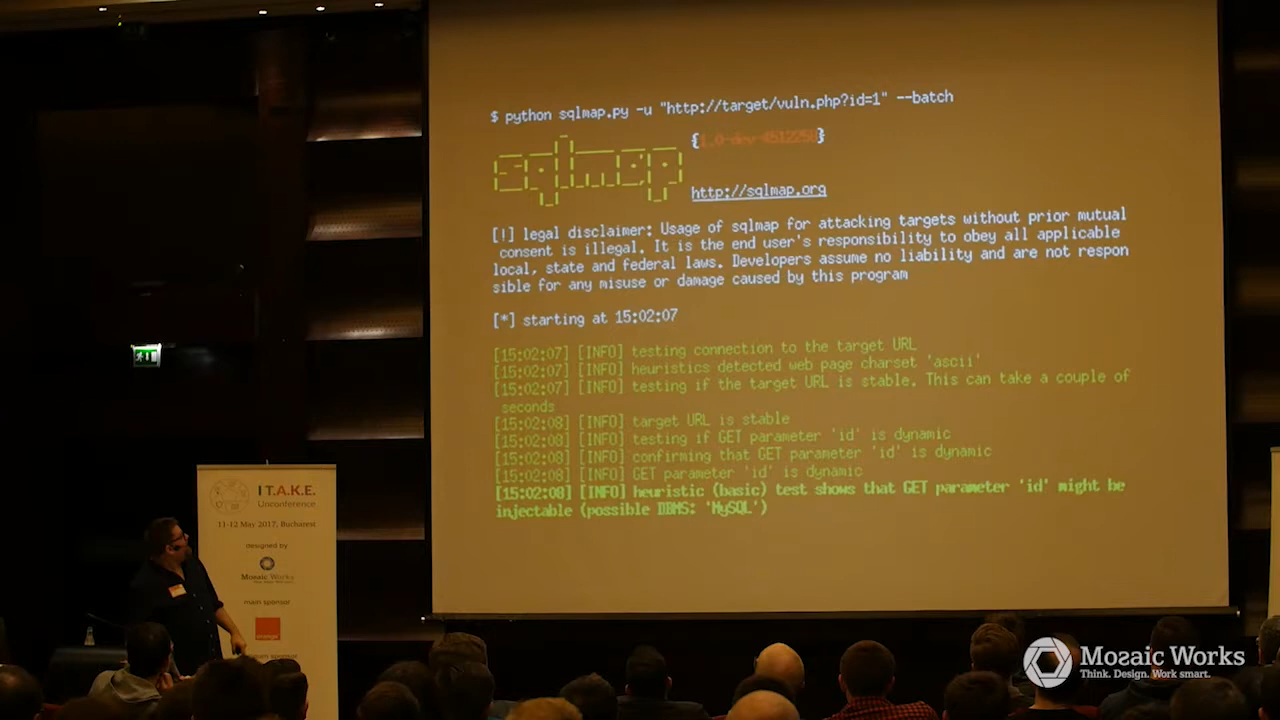 $ python sqlmap.py -u "http://target/vuln.php?id=1" --batch
{1.0-dev-4512258}
sqlmap
http://sqlmap.org
[!] legal disclaimer: Usage of sqlmap for attacking targets without prior mutual
consent is illegal. It is the end user's responsibility to obey all applicable
local, state and federal laws. Developers assume no liability and are not respon
sible for any misuse or damage caused by this program
[*] starting at 15:02:07
[15:02:07] [INFO] testing connection to the target URL
[15:02:07] [INFO] heuristics detected web page charset 'ascii'
[15:02:07] [INFO] testing if the target URL is stable. This can take a couple of
seconds
[15:02:08] [INFO] target URL is stable
[15:02:08] [INFO] testing if GET parameter 'id' is dynamic
[15:02:08] [INFO] confirming that GET parameter 'id' is dynamic
[15:02:08] [INFO] GET parameter 'id' is dynamic
[15:02:08] [INFO] heuristic (basic) test shows that GET parameter 'id' might be
injectable (possible DBMS: 'MySQL')
I T.A.K.E.
Unconference
11-12 May 2017, Bucharest
designed by
Mozaic Works
main sponsor
orange
sponsor
Mozaic Works
Think. Design. Work smart.